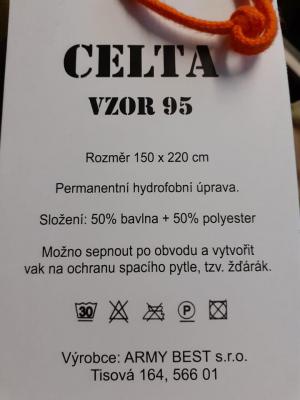 CELTA
VZOR 95
Rozměr 150 x 220 cm
Permanentní hydrofobní úprava.
Složení: 50% bavlna + 50% polyester
Možno sepnout po obvodu a vytvořit
vak na ochranu spacího pytle, tzv. žďárák.
30 P
Výrobce: ARMY BEST s.r.o.
Tisová 164, 566 01